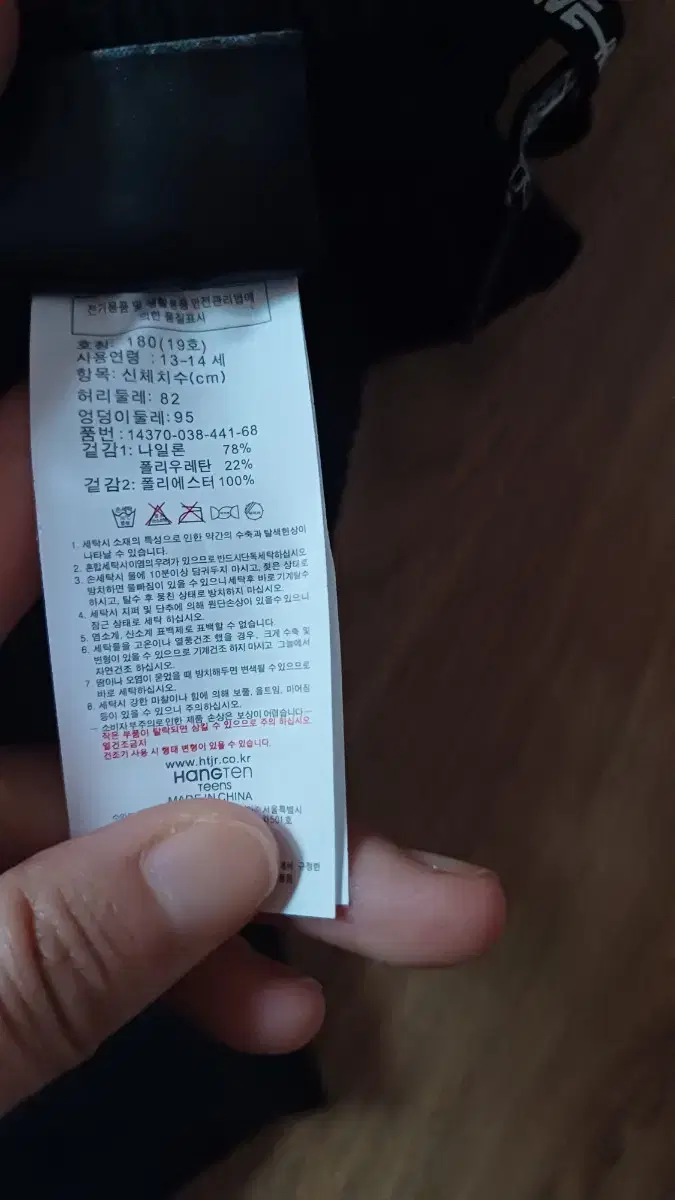 전기용품 및 생활용품 안전관리법에
의한 품질표시
호칭: 180(19호)
사용연령 :13-14 세
항목: 신체치수(cm)
허리둘레: 82
엉덩이둘레: 95
품번 : 14370-038-441-68
겉감1: 나일론 78%
폴리우레탄 22%
겉감2: 폴리에스터 100%
1. 세탁시 소재의 특성으로 인한 약간의 수축과 탈색현상이
나타날 수 있습니다.
2. 혼합세탁시이염의우려가 있으므로 반드시단독세탁하십시오
3. 손세탁시 물에 10분이상 담궈두지 마시고, 젖은 상태로
방치하면 물빠짐이 있을 수 있으니세탁후 바로기계탈수
하시고, 탈수 후 뭉친 상태로 방치하지 마십시오.
4. 세탁시 지퍼 및 단추에 의해 원단손상이 있을수 있으니
잠근 상태로 세탁 하십시오.
5. 염소계, 산소계 표백제로 표백할 수 없습니다.
6. 세탁물을 고온이나 열풍건조 했을 경우, 크게 수축 및
변형이 있을 수 있으므로 기계건조 하지 마시고 그늘에서
자연건조 하십시오.
7. 땀이나 오염이 묻었을 때 방치해두면 변색될 수있으므로
바로 세탁하십시오.
8. 세탁시 강한 마찰이나 힘에 의해 보풀, 올트임, 미어짐
등이 있을 수 있으니 주의하십시오.
— 소비자 부주의로 인한 제품 손상은 보상이 어렵습니다—
작은 부품이 탈락되면 삼킬 수 있으므로 주의 하십시오
열건조금지
건조기 사용 시 형태 변형이 있을 수 있습니다.
www.htjr.co.kr
HANGTEN
TEENS
MADE IN CHINA
서울특별시
501호
규정한